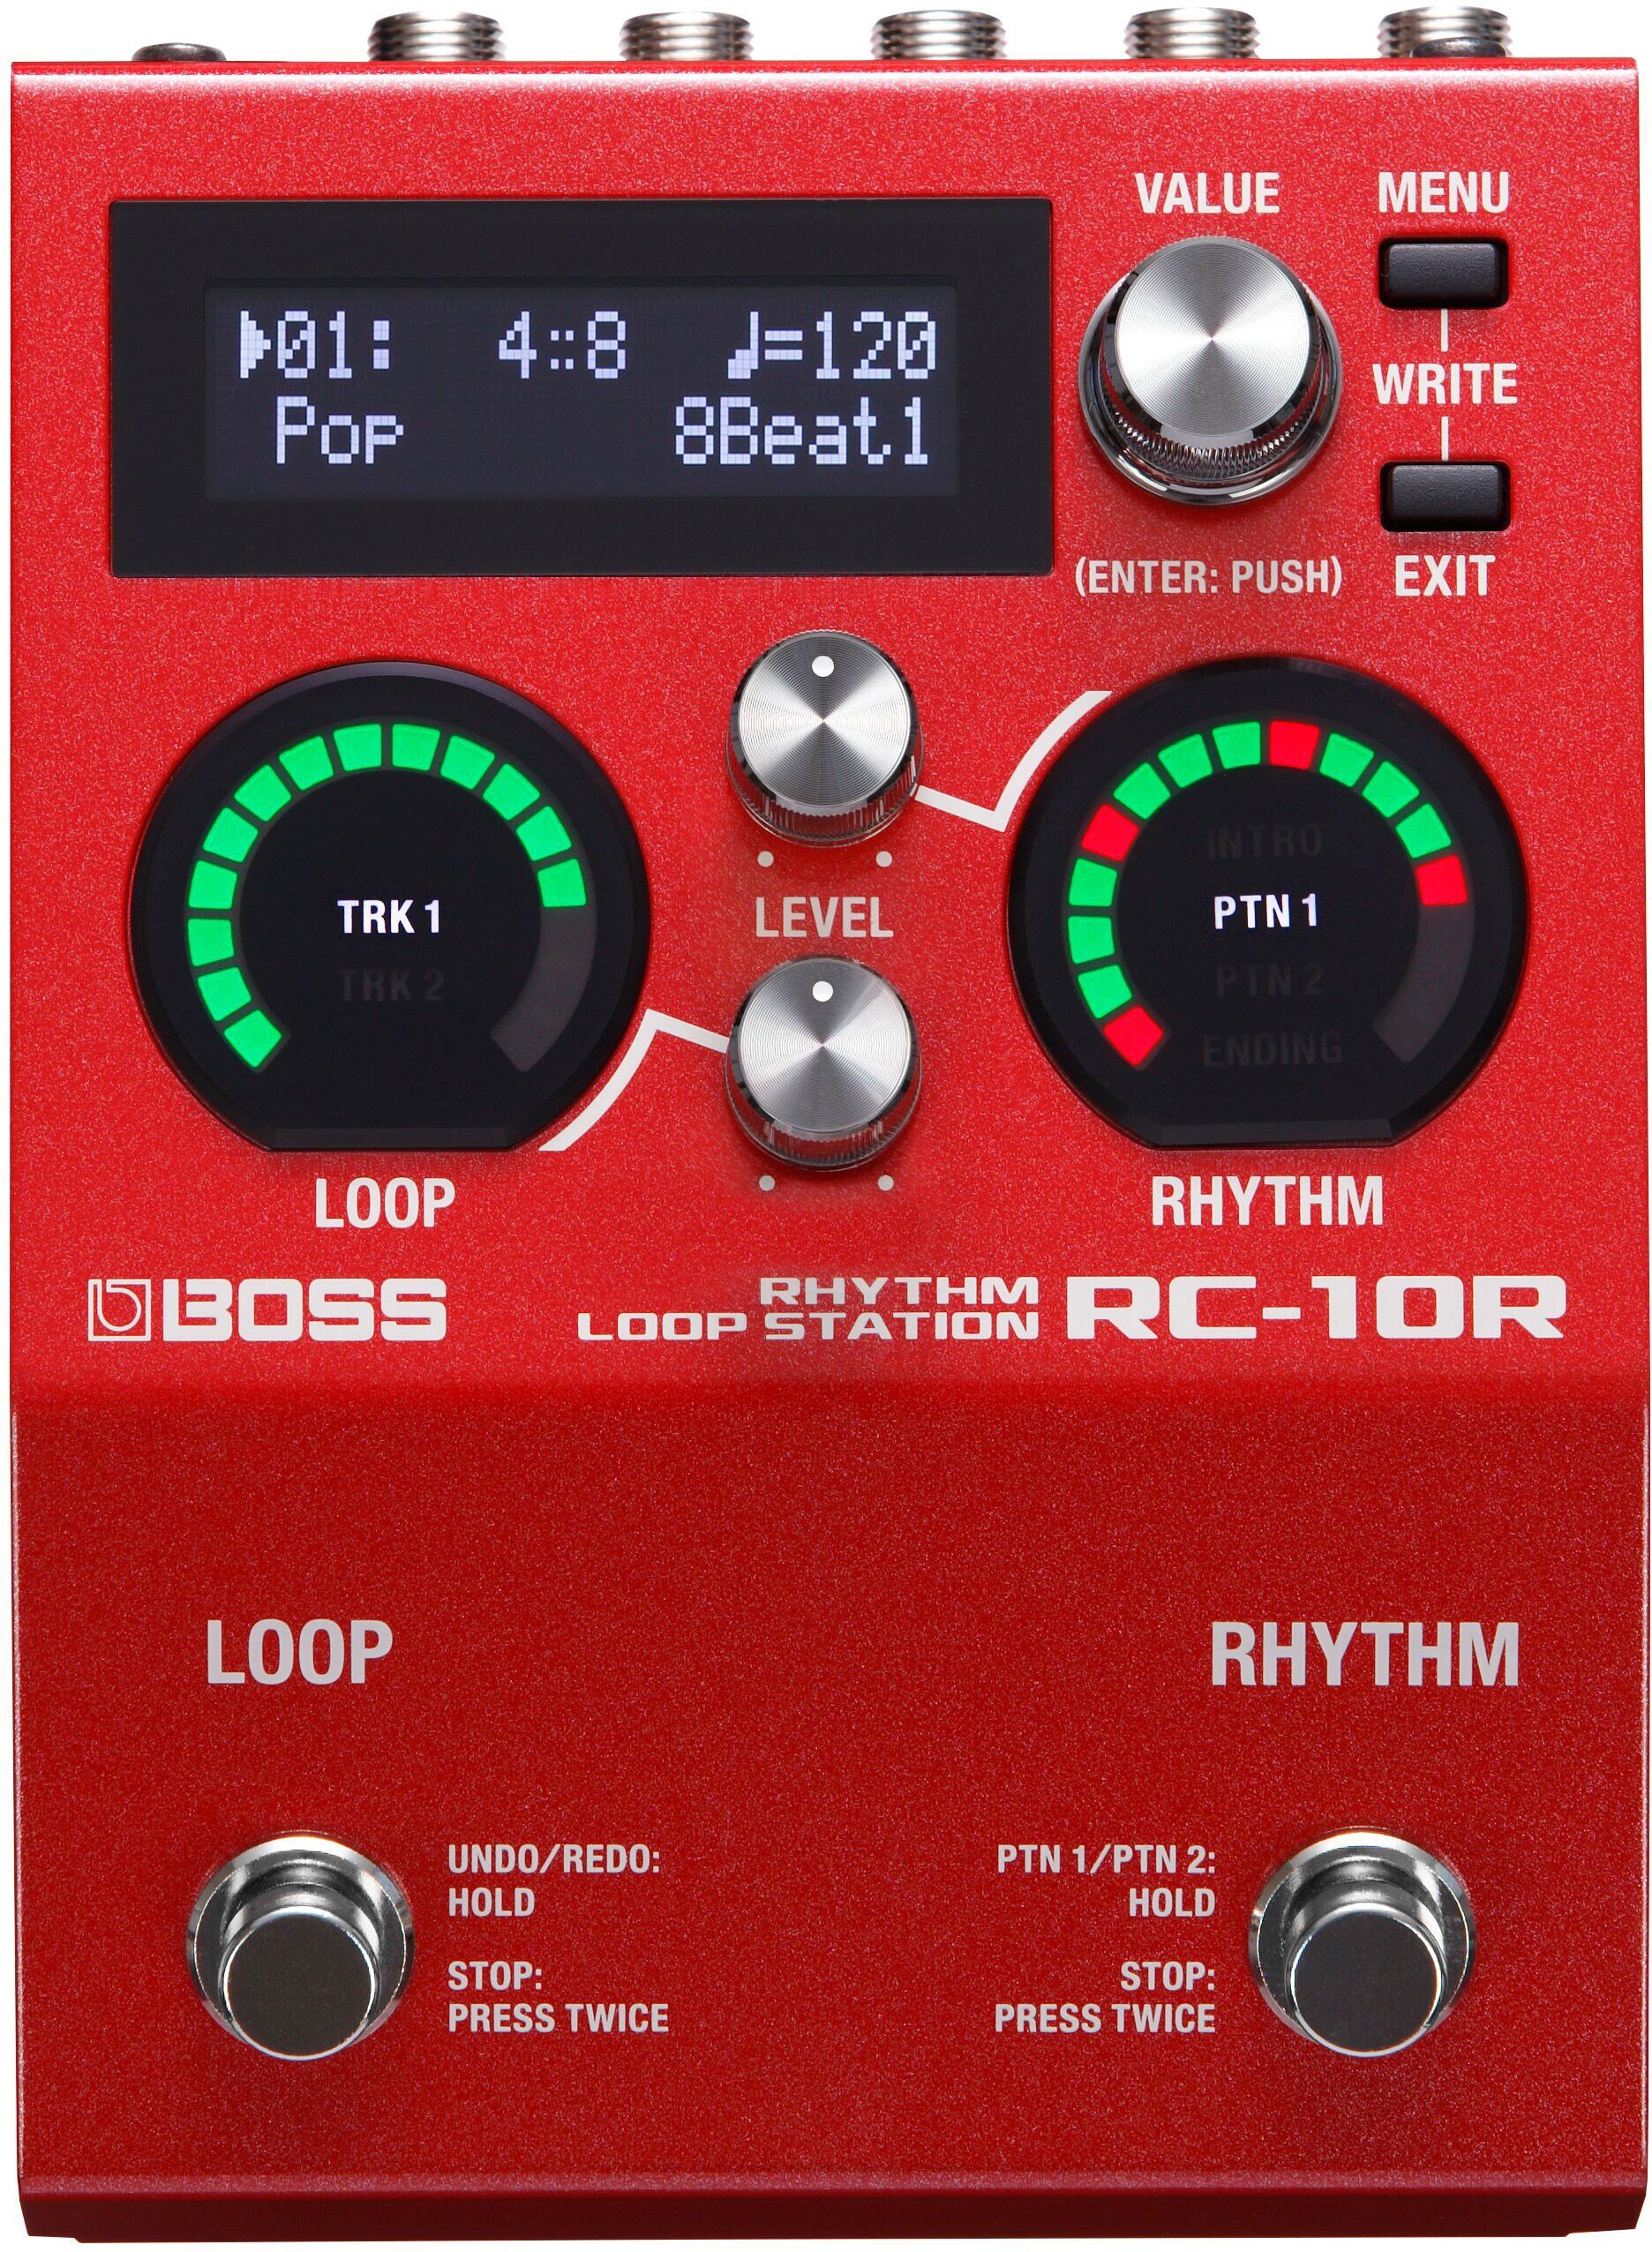 VALUE
MENU
▶01: 4::8 ♩=120
Pop 8Beat1
WRITE
(ENTER: PUSH)
EXIT
INTRO
TRK 1
TRK 2
LEVEL
PTN 1
PTN 2
ENDING
LOOP
RHYTHM
BOSS
RHYTHM
LOOP STATION
RC-10R
LOOP
RHYTHM
UNDO/REDO:
HOLD
STOP:
PRESS TWICE
PTN 1/PTN 2:
HOLD
STOP:
PRESS TWICE